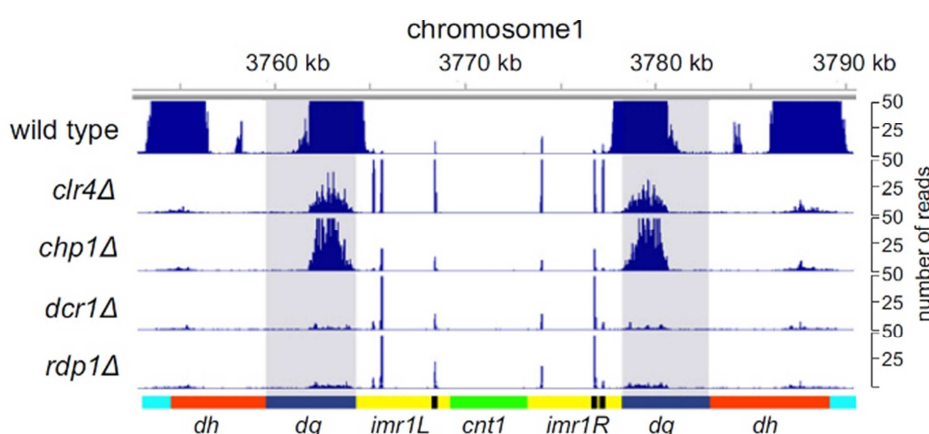 chromosome1
3760 kb 3770 kb 3780 kb 3790 kb
wild type 50 25
clr4Δ 50 25
chp1Δ 50 25
dcr1Δ 50 25
rdp1Δ 50 25
number of reads
dh dg imr1L cnt1 imr1R dg dh